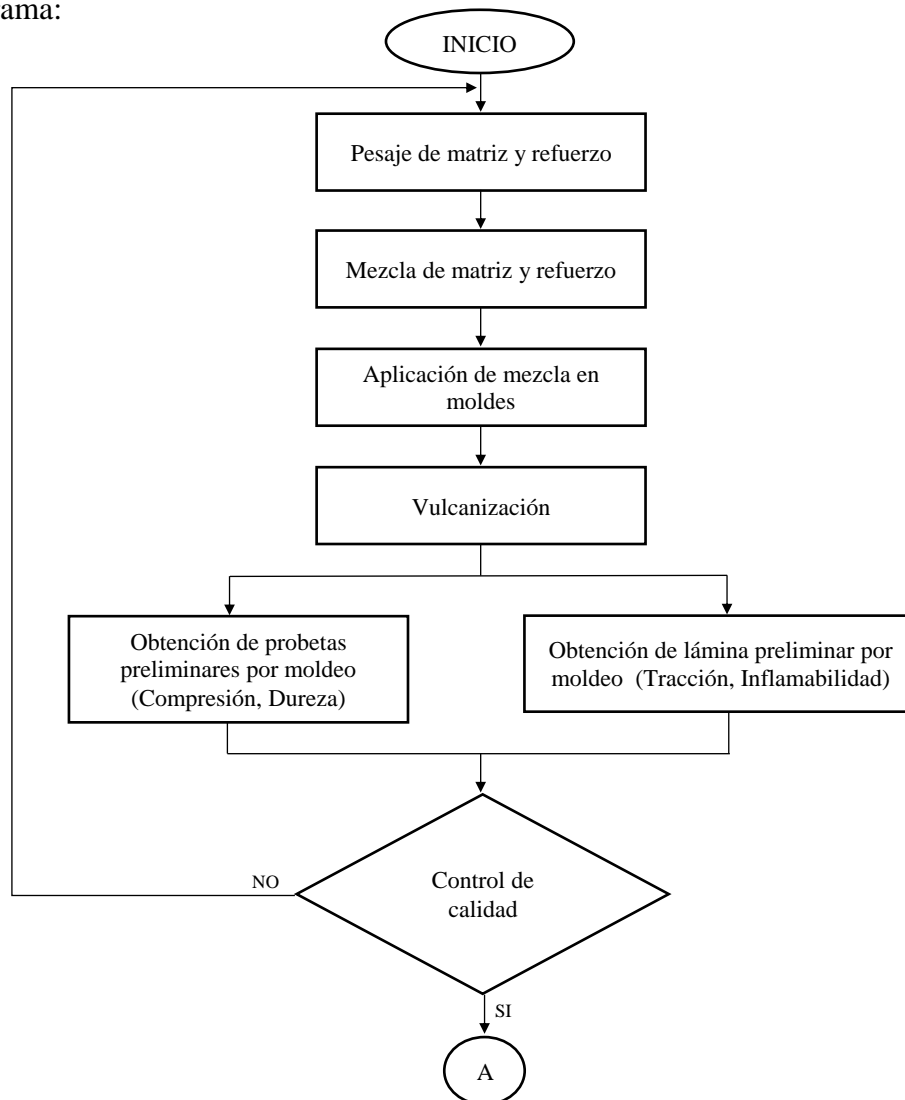 rama:
INICIO
Pesaje de matriz y refuerzo
Mezcla de matriz y refuerzo
Aplicación de mezcla en
moldes
Vulcanización
Obtención de probetas
preliminares por moldeo
(Compresión, Dureza)
Obtención de lámina preliminar por
moldeo (Tracción, Inflamabilidad)
Control de
calidad
NO
SI
A